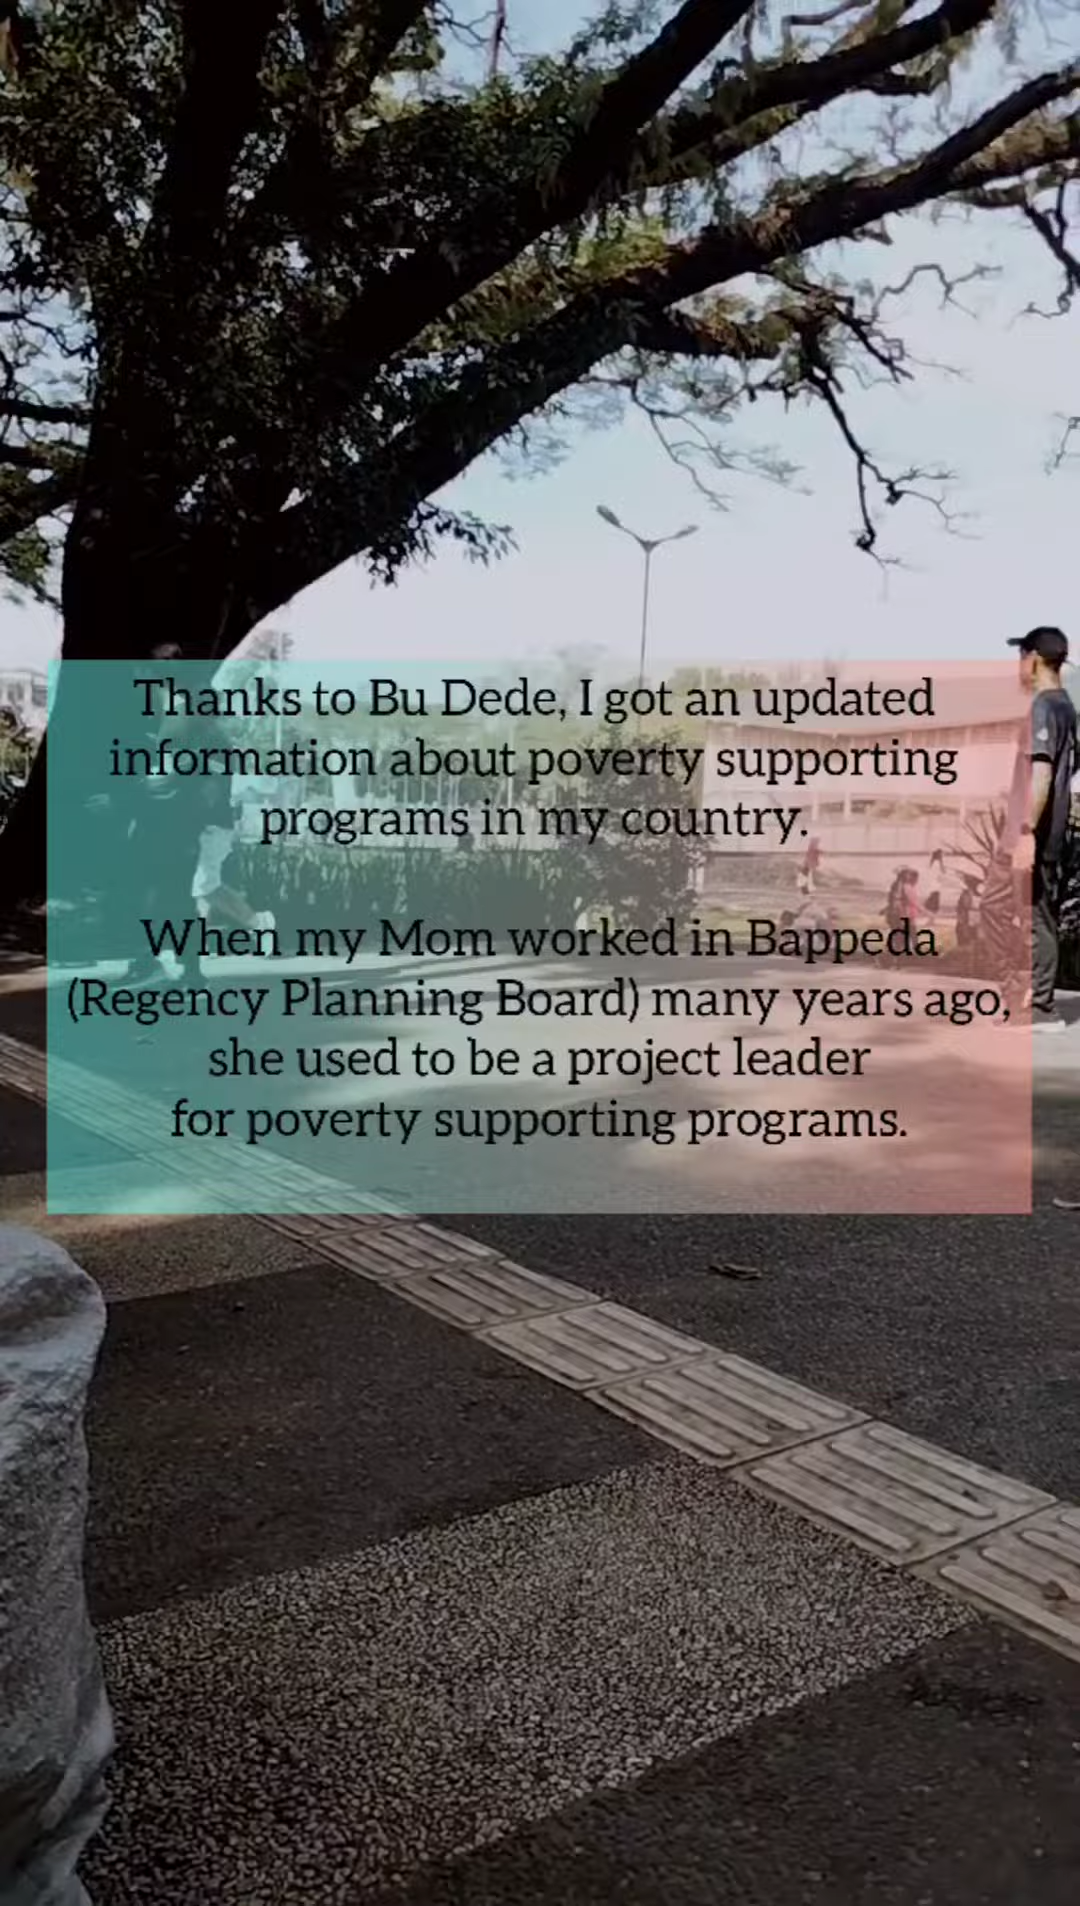 Thanks to Bu Dede, I got an updated
information about poverty supporting
programs in my country.
When my Mom worked in Bappeda
(Regency Planning Board) many years ago,
she used to be a project leader
for poverty supporting programs.